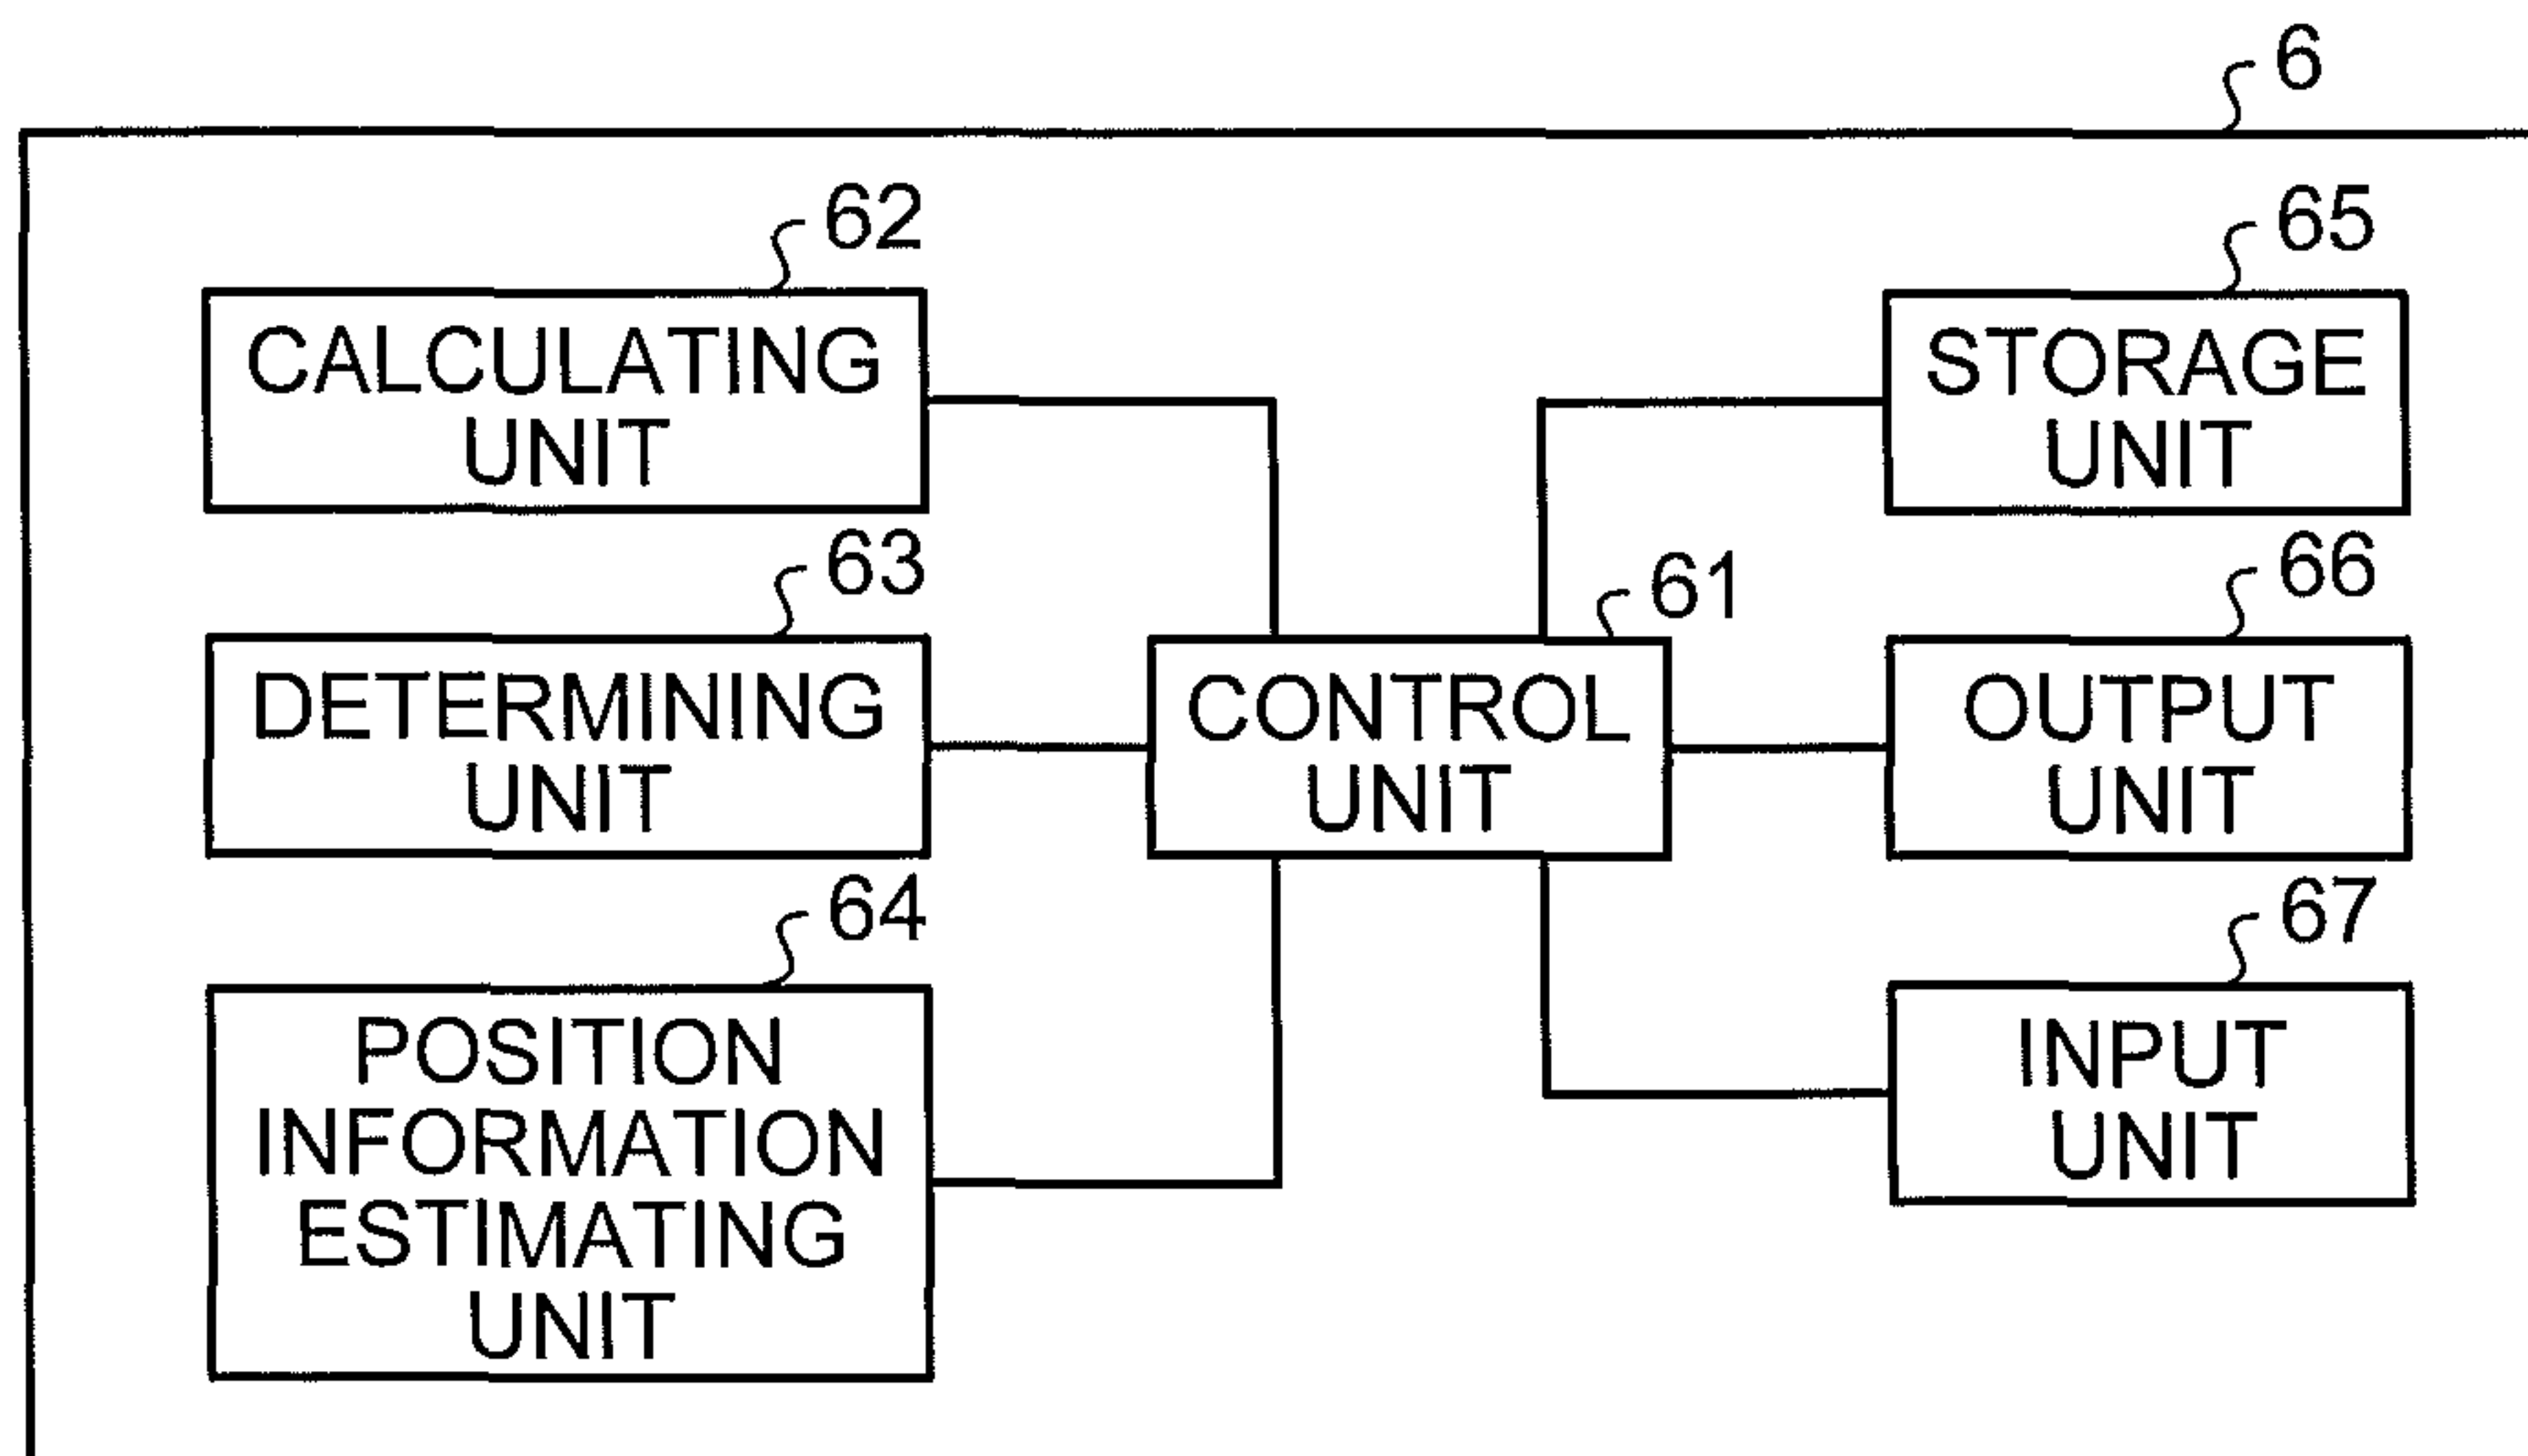 6
62
CALCULATING
UNIT
65
STORAGE
UNIT
63
DETERMINING
UNIT
61
CONTROL
UNIT
66
OUTPUT
UNIT
64
POSITION
INFORMATION
ESTIMATING
UNIT
67
INPUT
UNIT